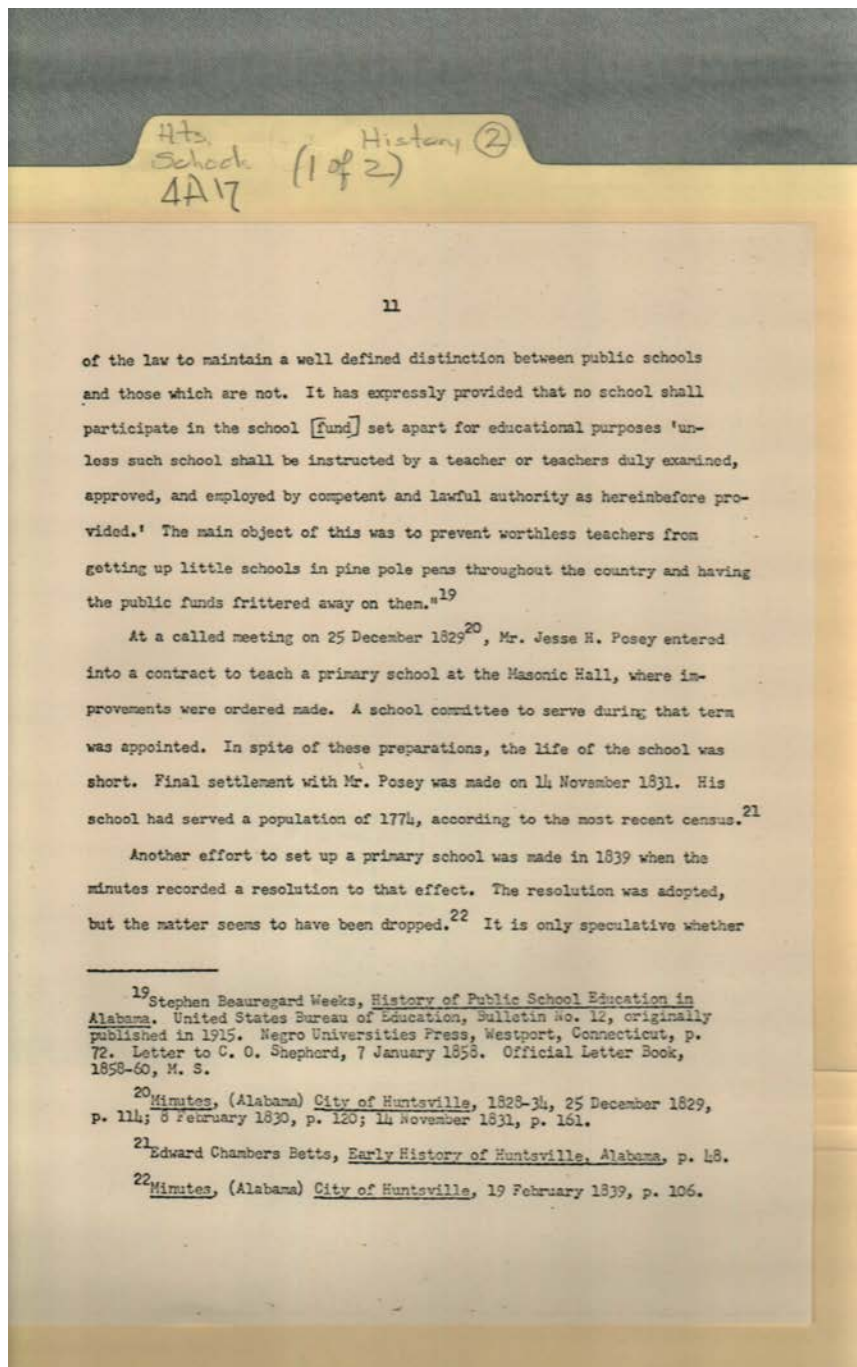 Hts. History ②
School (1 of 2)
4A17
11
of the law to maintain a well defined distinction between public schools
and those which are not. It has expressly provided that no school shall
participate in the school [fund] set apart for educational purposes 'un-
less such school shall be instructed by a teacher or teachers duly examined,
approved, and employed by competent and lawful authority as hereinbefore pro-
vided.' The main object of this was to prevent worthless teachers from
getting up little schools in pine pole pens throughout the country and having
the public funds frittered away on them."19
At a called meeting on 25 December 182920, Mr. Jesse H. Posey entered
into a contract to teach a primary school at the Masonic Hall, where im-
provements were ordered made. A school committee to serve during that term
was appointed. In spite of these preparations, the life of the school was
short. Final settlement with Mr. Posey was made on 14 November 1831. His
school had served a population of 1774, according to the most recent census.21
Another effort to set up a primary school was made in 1839 when the
minutes recorded a resolution to that effect. The resolution was adopted,
but the matter seems to have been dropped.22 It is only speculative whether
19Stephen Beauregard Weeks, History of Public School Education in
Alabama. United States Bureau of Education, Bulletin No. 12, originally
published in 1915. Negro Universities Press, Westport, Connecticut, p.
72. Letter to C. O. Shepherd, 7 January 1858. Official Letter Book,
1858-60, M. S.
20Minutes, (Alabama) City of Huntsville, 1828-34, 25 December 1829,
p. 114; 8 February 1830, p. 120; 14 November 1831, p. 161.
21Edward Chambers Betts, Early History of Huntsville, Alabama, p. 48.
22Minutes, (Alabama) City of Huntsville, 19 February 1839, p. 106.